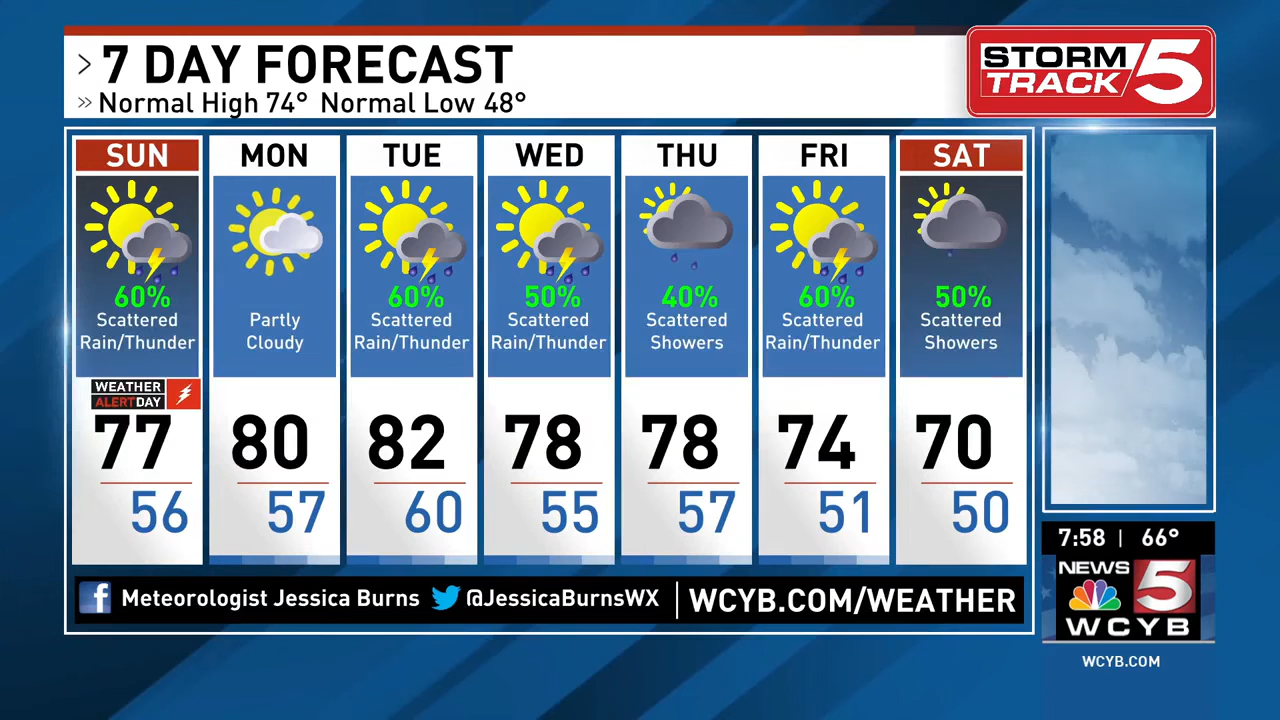 > 7 DAY FORECAST
» Normal High 74° Normal Low 48°
STORM
TRACK 5
SUN
60%
Scattered
Rain/Thunder
WEATHER
ALERTDAY
77
56
MON
Partly
Cloudy
80
57
TUE
60%
Scattered
Rain/Thunder
82
60
WED
50%
Scattered
Rain/Thunder
78
55
THU
40%
Scattered
Showers
78
57
FRI
60%
Scattered
Rain/Thunder
74
51
SAT
50%
Scattered
Showers
70
50
f Meteorologist Jessica Burns @JessicaBurnsWX | WCYB.COM/WEATHER
7:58 | 66°
NEWS 5
WCYB
WCYB.COM